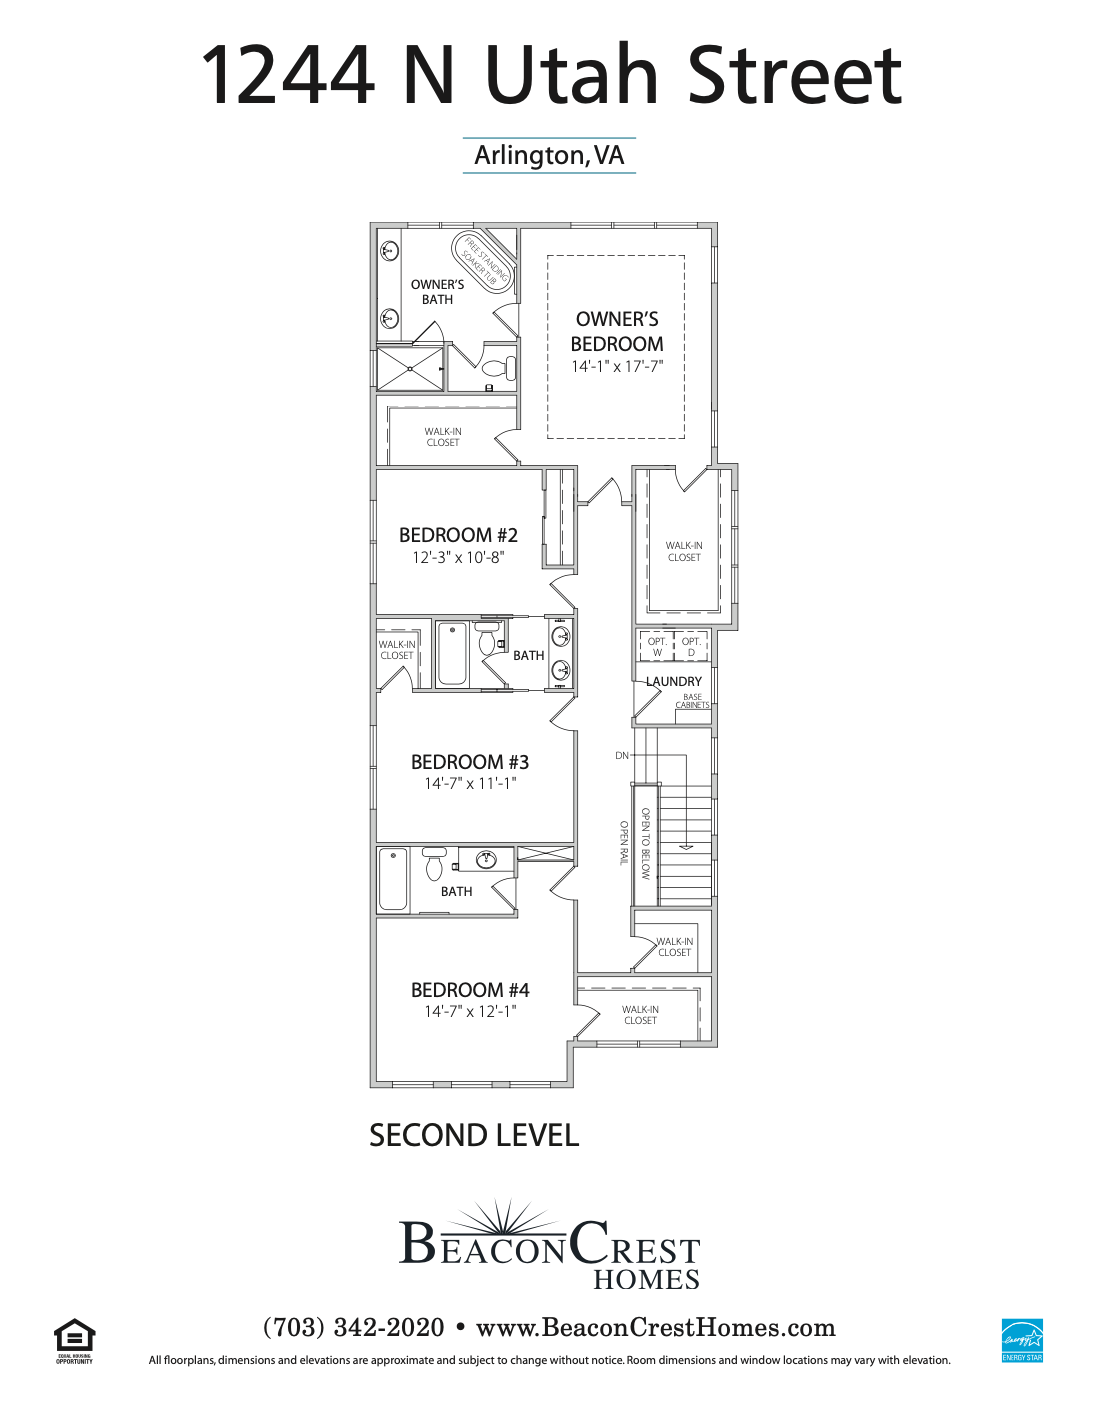 1244 N Utah Street
Arlington, VA
FREE STANDING
SOAKER TUB
OWNER'S
BATH
OWNER'S
BEDROOM
14'-1" x 17'-7"
WALK-IN
CLOSET
BEDROOM #2
12'-3" x 10'-8"
WALK-IN
CLOSET
WALK-IN
CLOSET
BATH
OPT.
W
OPT.
D
LAUNDRY
BASE
CABINETS
BEDROOM #3
14'-7" x 11'-1"
DN
OPEN RAIL
OPEN TO BELOW
BATH
WALK-IN
CLOSET
BEDROOM #4
14'-7" x 12'-1"
WALK-IN
CLOSET
SECOND LEVEL
BEACONCREST
HOMES
(703) 342-2020 • www.BeaconCrestHomes.com
EQUAL HOUSING
OPPORTUNITY
All floorplans, dimensions and elevations are approximate and subject to change without notice. Room dimensions and window locations may vary with elevation.
energy
ENERGY STAR